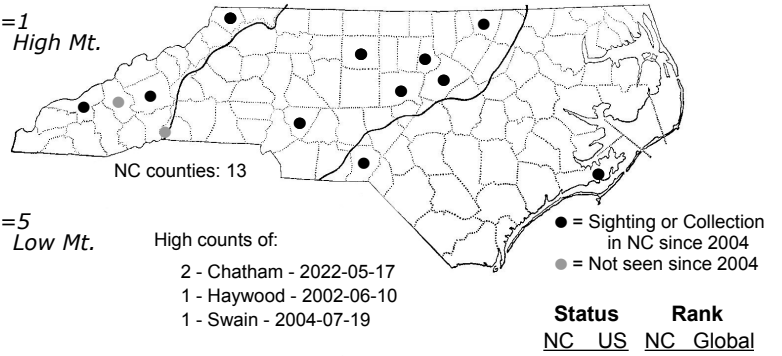 =1
High Mt.
NC counties: 13
=5
Low Mt.
High counts of:
2 - Chatham - 2022-05-17
1 - Haywood - 2002-06-10
1 - Swain - 2004-07-19
= Sighting or Collection
in NC since 2004
= Not seen since 2004
Status Rank
NC US NC Global